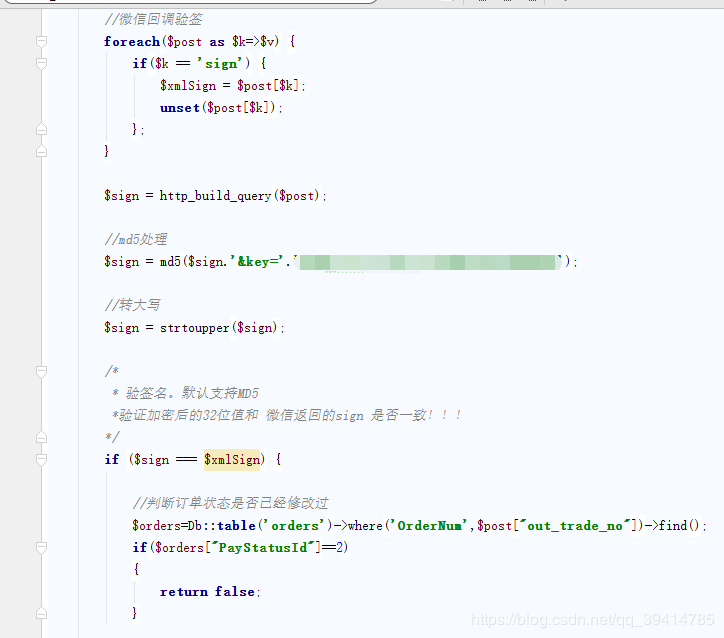 //微信回调验签
foreach($post as $k=>$v) {
if($k == 'sign') {
$xmlSign = $post[$k];
unset($post[$k]);
};
}
$sign = http_build_query($post);
//md5处理
$sign = md5($sign.'&key='.' ');
//转大写
$sign = strtoupper($sign);
/*
* 验签名。默认支持MD5
*验证加密后的32位值和 微信返回的sign 是否一致！！！
*/
if ($sign === $xmlSign) {
//判断订单状态是否已经修改过
$orders=Db::table('orders')->where('OrderNum',$post["out_trade_no"])->find();
if($orders["PayStatusId"]==2)
{
return false;
}
https://blog.csdn.net/qq_39414785